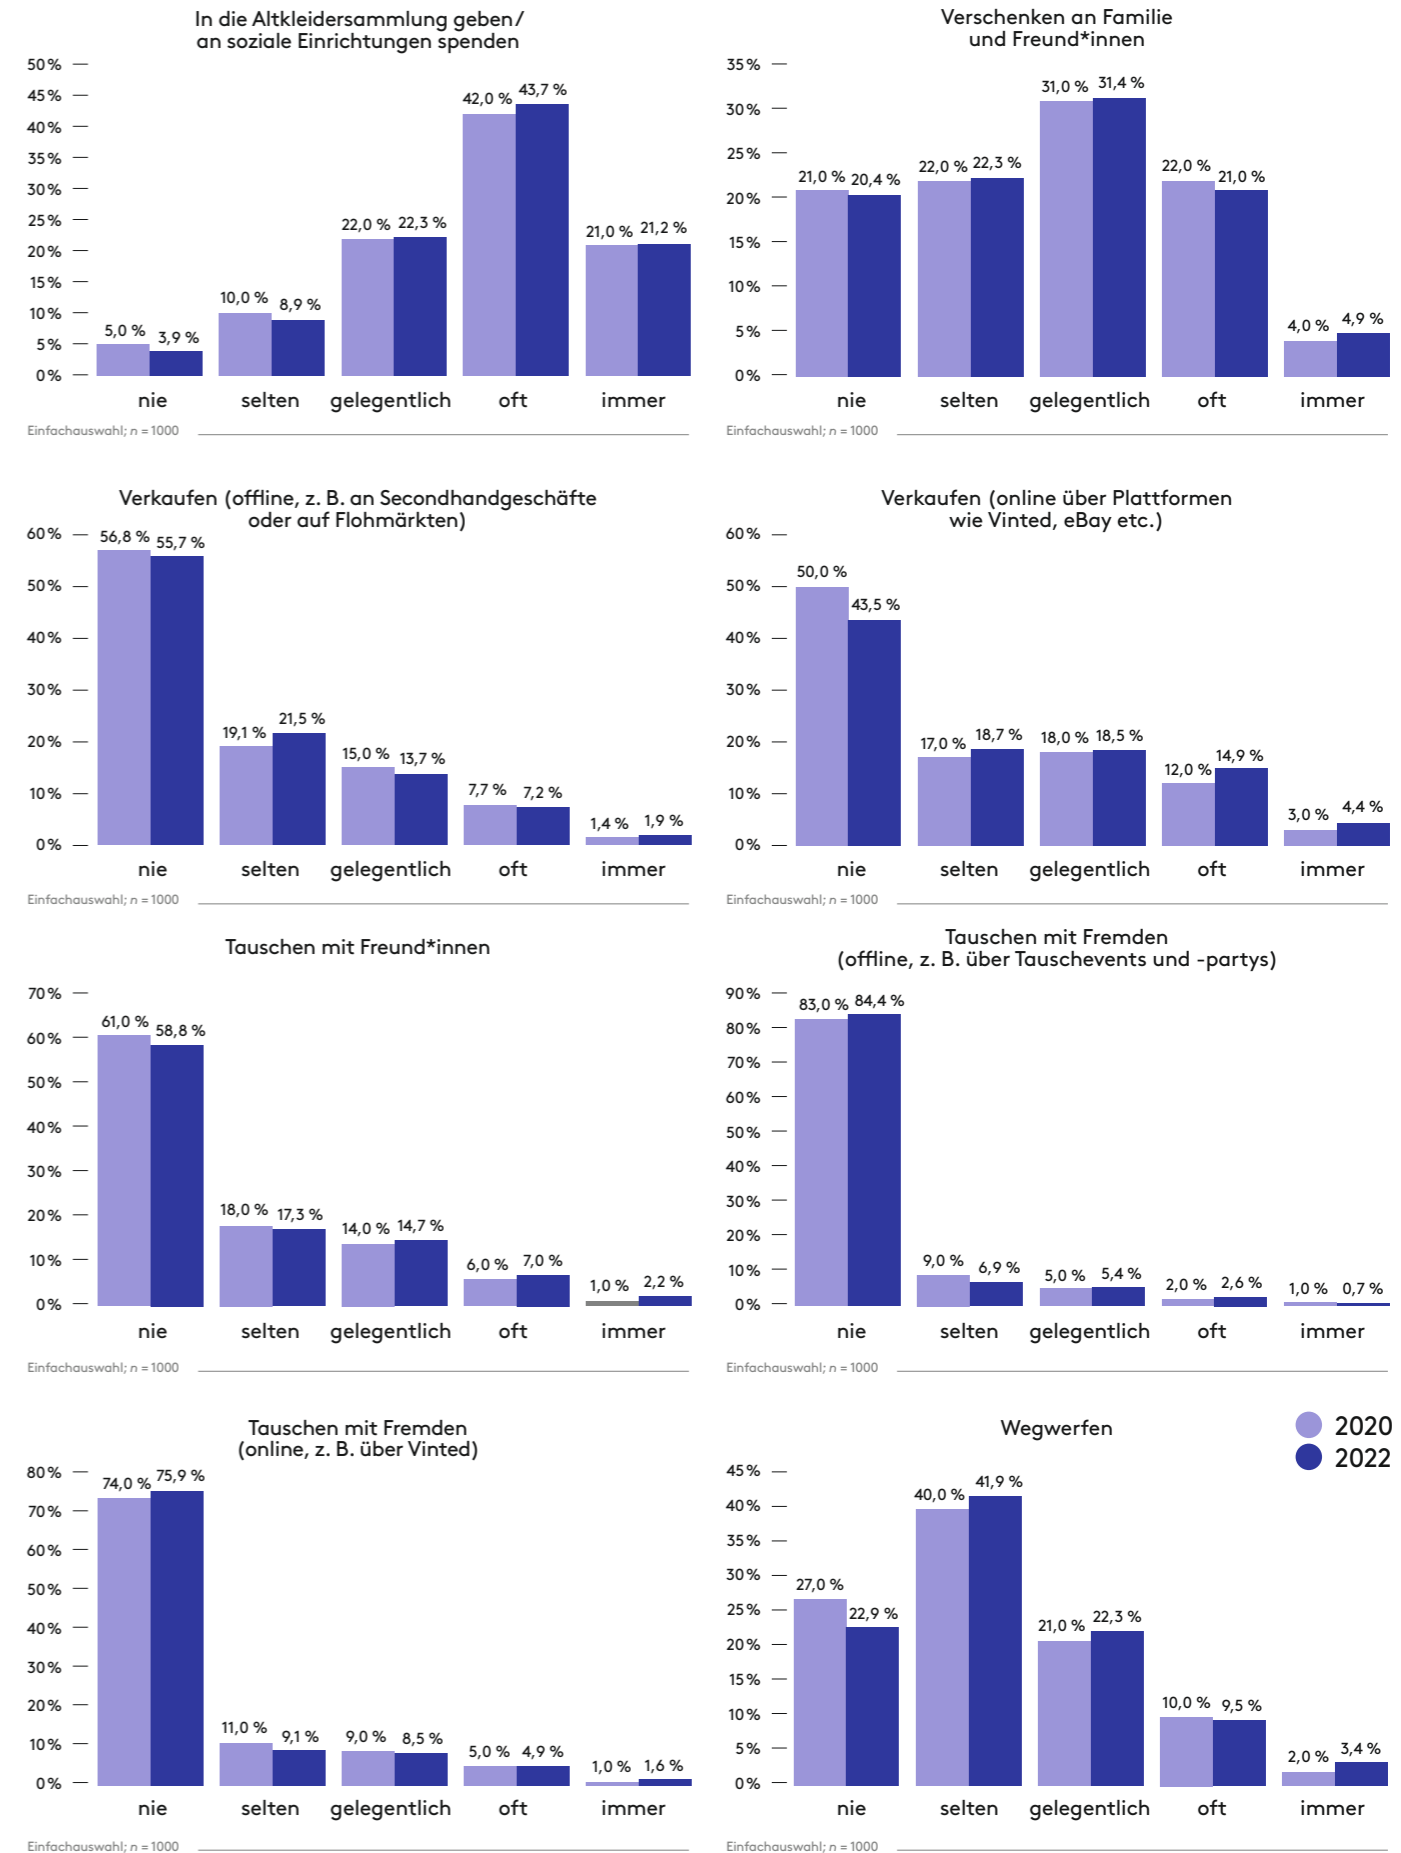 In die Altkleidersammlung geben/
an soziale Einrichtungen spenden
50 %
45 %
40 %
35 %
30 %
25 %
20 %
15 %
10 %
5 %
0 %
5,0 %
3,9 %
10,0 %
8,9 %
22,0 %
22,3 %
42,0 %
43,7 %
21,0 %
21,2 %
nie
selten
gelegentlich
oft
immer
Einfachauswahl; n = 1000
Verschenken an Familie
und Freund*innen
35 %
30 %
25 %
20 %
15 %
10 %
5 %
0 %
21,0 %
20,4 %
22,0 %
22,3 %
31,0 %
31,4 %
22,0 %
21,0 %
4,0 %
4,9 %
nie
selten
gelegentlich
oft
immer
Einfachauswahl; n = 1000
Verkaufen (offline, z. B. an Secondhandgeschäfte
oder auf Flohmärkten)
60 %
50 %
40 %
30 %
20 %
10 %
0 %
56,8 %
55,7 %
19,1 %
21,5 %
15,0 %
13,7 %
7,7 %
7,2 %
1,4 %
1,9 %
nie
selten
gelegentlich
oft
immer
Einfachauswahl; n = 1000
Verkaufen (online über Plattformen
wie Vinted, eBay etc.)
60 %
50 %
40 %
30 %
20 %
10 %
0 %
50,0 %
43,5 %
17,0 %
18,7 %
18,0 %
18,5 %
12,0 %
14,9 %
3,0 %
4,4 %
nie
selten
gelegentlich
oft
immer
Einfachauswahl; n = 1000
Tauschen mit Freund*innen
70 %
60 %
50 %
40 %
30 %
20 %
10 %
0 %
61,0 %
58,8 %
18,0 %
17,3 %
14,0 %
14,7 %
6,0 %
7,0 %
1,0 %
2,2 %
nie
selten
gelegentlich
oft
immer
Einfachauswahl; n = 1000
Tauschen mit Fremden
(offline, z. B. über Tauschevents und -partys)
90 %
80 %
70 %
60 %
50 %
40 %
30 %
20 %
10 %
0 %
83,0 %
84,4 %
9,0 %
6,9 %
5,0 %
5,4 %
2,0 %
2,6 %
1,0 %
0,7 %
nie
selten
gelegentlich
oft
immer
Einfachauswahl; n = 1000
Tauschen mit Fremden
(online, z. B. über Vinted)
80 %
70 %
60 %
50 %
40 %
30 %
20 %
10 %
0 %
74,0 %
75,9 %
11,0 %
9,1 %
9,0 %
8,5 %
5,0 %
4,9 %
1,0 %
1,6 %
nie
selten
gelegentlich
oft
immer
Einfachauswahl; n = 1000
Wegwerfen
2020
2022
45 %
40 %
35 %
30 %
25 %
20 %
15 %
10 %
5 %
0 %
27,0 %
22,9 %
40,0 %
41,9 %
21,0 %
22,3 %
10,0 %
9,5 %
2,0 %
3,4 %
nie
selten
gelegentlich
oft
immer
Einfachauswahl; n = 1000